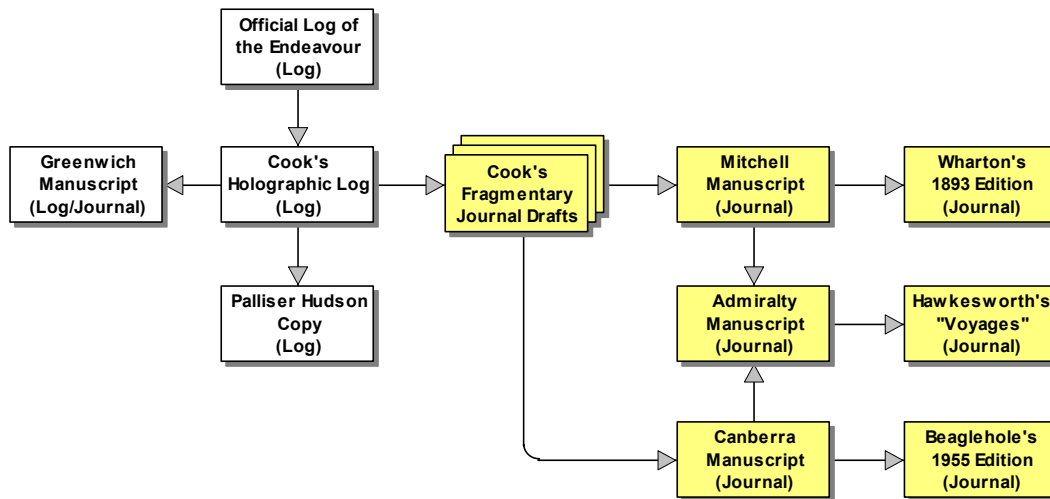 Official Log of
the Endeavour
(Log)
Greenwich
Manuscript
(Log/Journal)
Cook's
Holographic Log
(Log)
Cook's
Fragmentary
Journal Drafts
Mitchell
Manuscript
(Journal)
Wharton's
1893 Edition
(Journal)
Palliser Hudson
Copy
(Log)
Admiralty
Manuscript
(Journal)
Hawkesworth's
"Voyages"
(Journal)
Canberra
Manuscript
(Journal)
Beaglehole's
1955 Edition
(Journal)